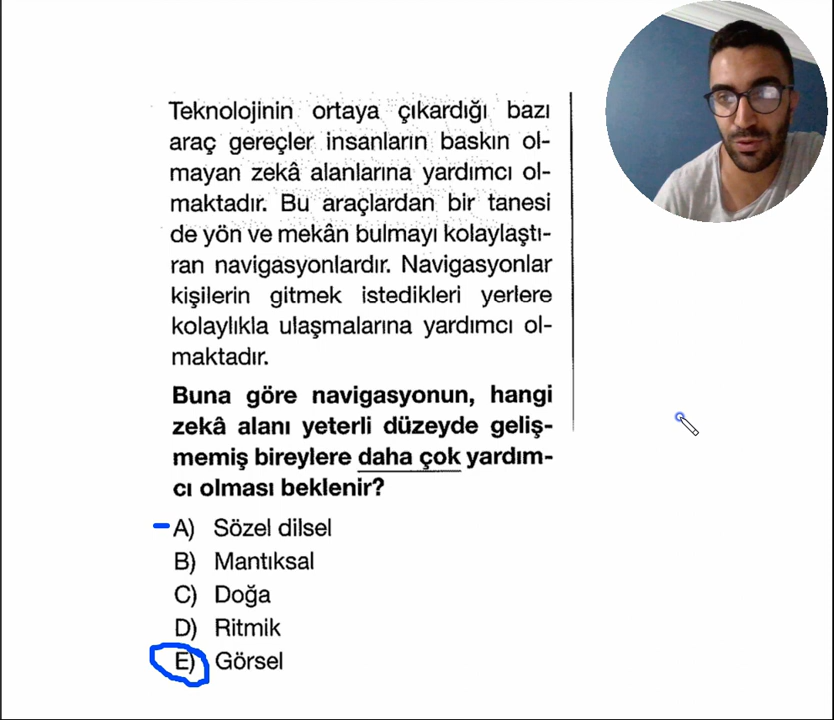 Teknolojinin ortaya çıkardığı bazı
araç gereçler insanların baskın ol-
mayan zekâ alanlarına yardımcı ol-
maktadır. Bu araçlardan bir tanesi
de yön ve mekân bulmayı kolaylaştı-
ran navigasyonlardır. Navigasyonlar
kişilerin gitmek istedikleri yerlere
kolaylıkla ulaşmalarına yardımcı ol-
maktadır.
Buna göre navigasyonun, hangi
zekâ alanı yeterli düzeyde geliş-
memiş bireylere daha çok yardım-
cı olması beklenir?
A) Sözel dilsel
B) Mantıksal
C) Doğa
D) Ritmik
E) Görsel